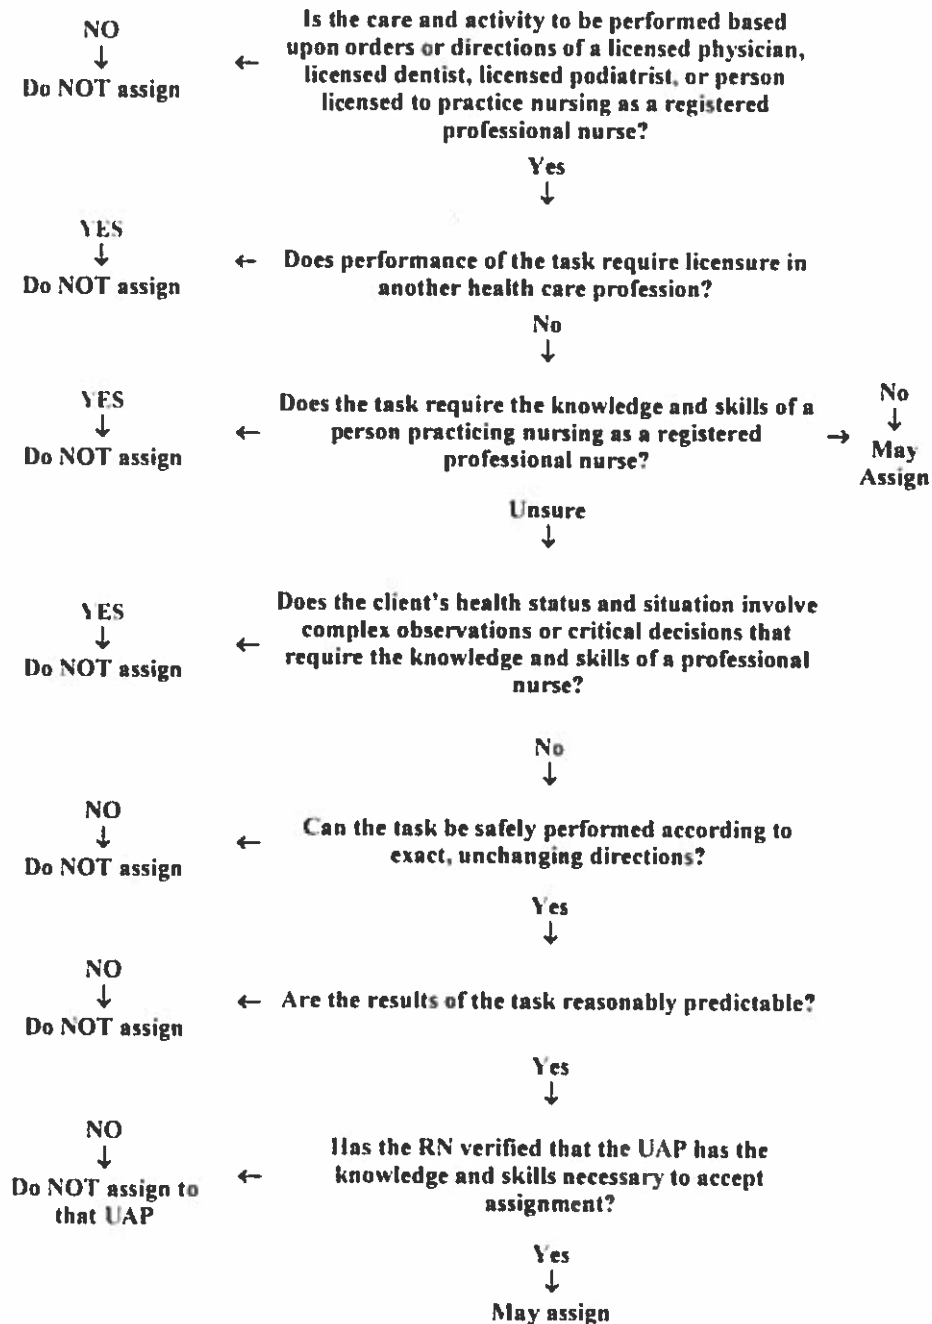 Is the care and activity to be performed based
upon orders or directions of a licensed physician,
licensed dentist, licensed podiatrist, or person
licensed to practice nursing as a registered
professional nurse?
NO
↓
Do NOT assign
←
Yes
↓
YES
↓
Do NOT assign
←
Does performance of the task require licensure in
another health care profession?
No
↓
YES
↓
Do NOT assign
←
Does the task require the knowledge and skills of a
person practicing nursing as a registered
professional nurse?
→
No
↓
May
Assign
Unsure
↓
YES
↓
Do NOT assign
←
Does the client's health status and situation involve
complex observations or critical decisions that
require the knowledge and skills of a professional
nurse?
No
↓
NO
↓
Do NOT assign
←
Can the task be safely performed according to
exact, unchanging directions?
Yes
↓
NO
↓
Do NOT assign
←
Are the results of the task reasonably predictable?
Yes
↓
NO
↓
Do NOT assign to
that UAP
←
Has the RN verified that the UAP has the
knowledge and skills necessary to accept
assignment?
Yes
↓
May assign